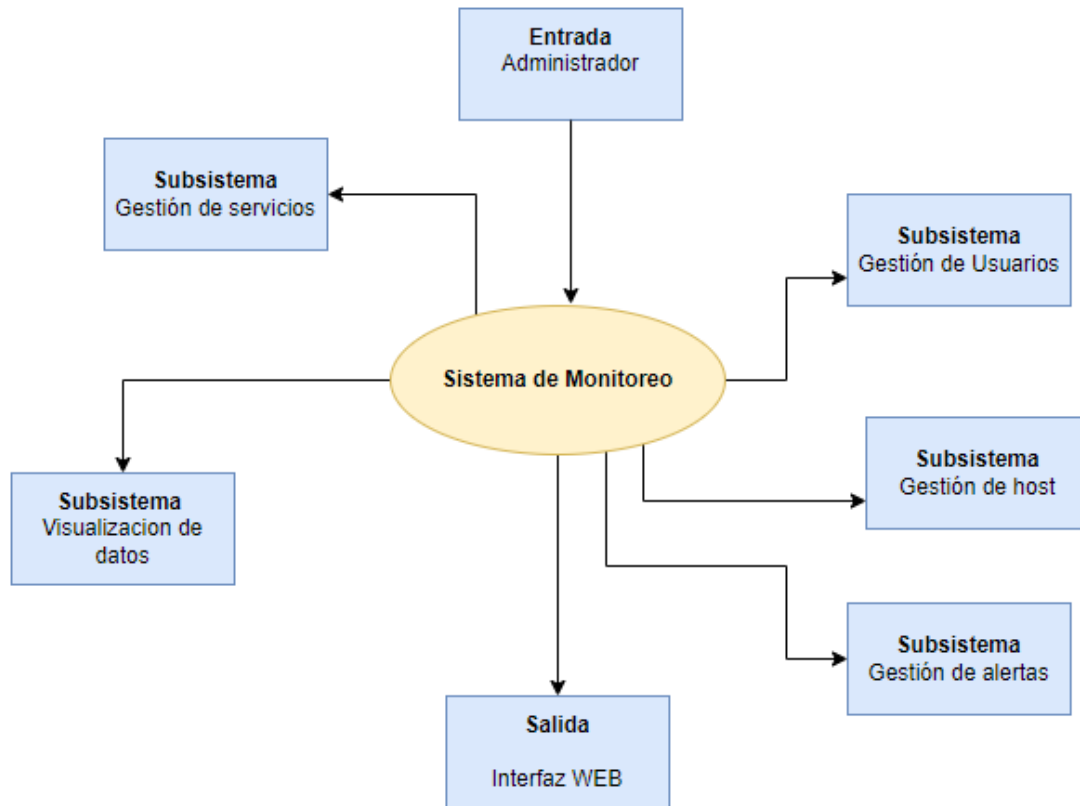 Entrada
Administrador
Subsistema
Gestión de servicios
Subsistema
Gestión de Usuarios
Sistema de Monitoreo
Subsistema
Gestión de host
Subsistema
Visualizacion de
datos
Subsistema
Gestión de alertas
Salida
Interfaz WEB